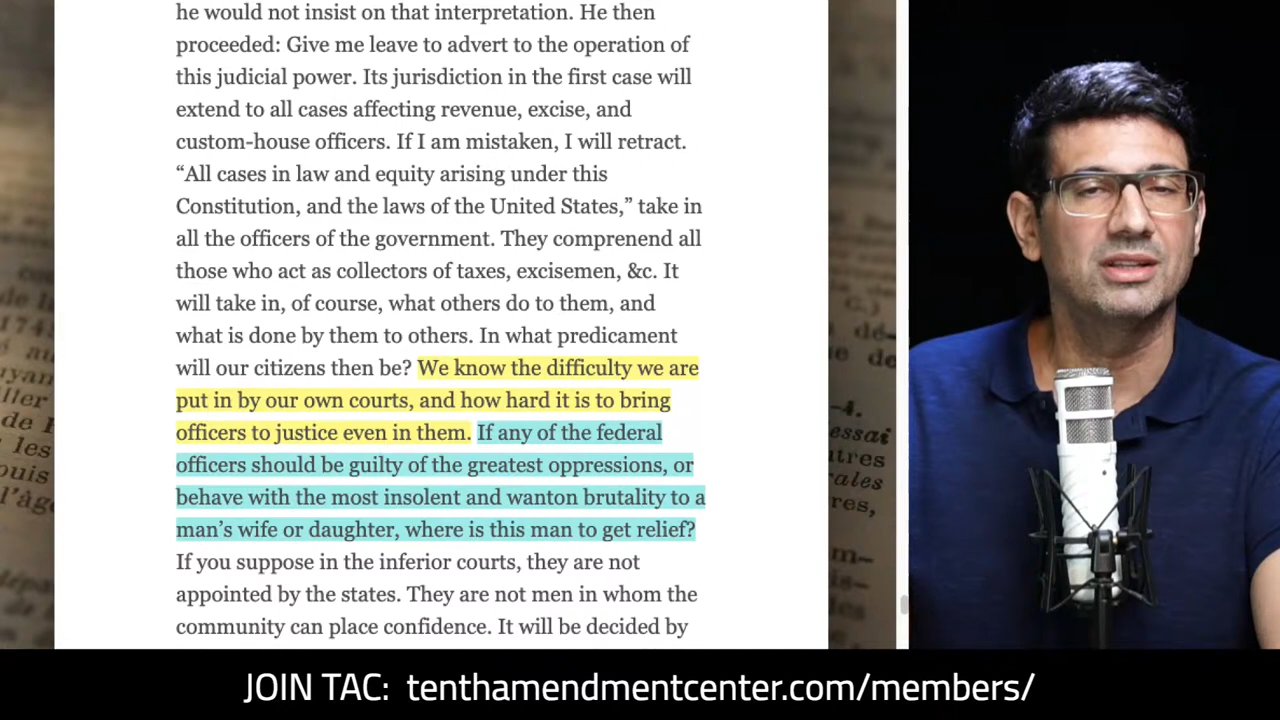 he would not insist on that interpretation. He then
proceeded: Give me leave to advert to the operation of
this judicial power. Its jurisdiction in the first case will
extend to all cases affecting revenue, excise, and
custom-house officers. If I am mistaken, I will retract.
“All cases in law and equity arising under this
Constitution, and the laws of the United States,” take in
all the officers of the government. They comprenend all
those who act as collectors of taxes, excisemen, &c. It
will take in, of course, what others do to them, and
what is done by them to others. In what predicament
will our citizens then be? We know the difficulty we are
put in by our own courts, and how hard it is to bring
officers to justice even in them. If any of the federal
officers should be guilty of the greatest oppressions, or
behave with the most insolent and wanton brutality to a
man’s wife or daughter, where is this man to get relief?
If you suppose in the inferior courts, they are not
appointed by the states. They are not men in whom the
community can place confidence. It will be decided by
JOIN TAC: tenthamendmentcenter.com/members/